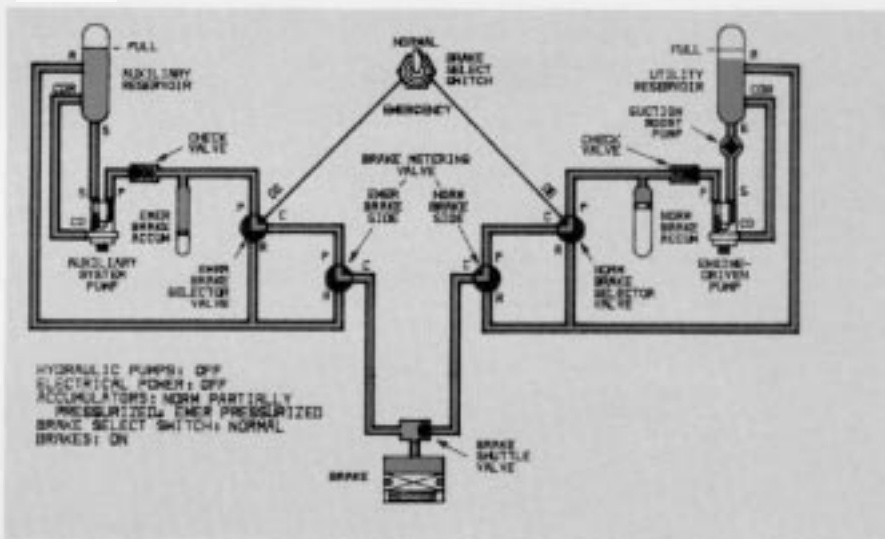 R
FULL
AUXILIARY
RESERVOIR
S
CHECK
VALVE
S
P
CD
AUXILIARY
SYSTEM
PUMP
EMER
BRAKE
ACCUM
P
C
R
BRAKE
SELECTOR
VALVE
NORMAL
BRAKE
SELECT
SWITCH
EMERGENCY
BRAKE METERING
VALVE
EMER
BRAKE
SIDE
NORM
BRAKE
SIDE
P
C
R
C
P
R
FULL
R
UTILITY
RESERVOIR
SUCTION
BOOST
PUMP
CHECK
VALVE
P
S
CD
NORM
BRAKE
ACCUM
ENGINE-
DRIVEN
PUMP
C
P
R
NORM
BRAKE
SELECTOR
VALVE
HYDRAULIC PUMPS: OFF
ELECTRICAL POWER: OFF
ACCUMULATORS: NORM PARTIALLY
PRESSURIZED, EMER PRESSURIZED
BRAKE SELECT SWITCH: NORMAL
BRAKES: ON
BRAKE
BRAKE
SHUTTLE
VALVE